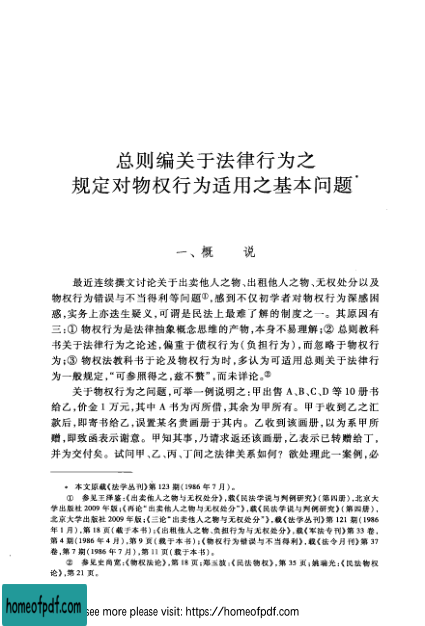 总则编关于法律行为之
规定对物权行为适用之基本问题*
一、概 说
最近连续撰文讨论关于出卖他人之物、出租他人之物、无权处分以及
物权行为错误与不当得利等问题①,感到不仅初学者对物权行为深感困
惑,实务上亦迭生疑义,可谓是民法上最难了解的制度之一。其原因有
三:① 物权行为是法律抽象概念思维的产物,本身不易理解;② 总则教科
书关于法律行为之论述,偏重于债权行为(负担行为),而忽略于物权行
为;③ 物权法教科书于论及物权行为时,多认为可适用总则关于法律行
为一般规定,“可参照得之,兹不赘”,而未详论。②
关于物权行为之问题,可举一例说明之:甲出售 A、B、C、D 等 10 册书
给乙,价金 1 万元,其中 A 书为丙所借,其余为甲所有。甲于收到乙之汇
款后,即寄书给乙,误置某名贵画册于其内。乙收到该画册,以为系甲所
赠,即致函表示谢意。甲知其事,乃请求返还该画册,乙表示已转赠给丁,
并为交付矣。试问甲、乙、丙、丁间之法律关系如何? 欲处理此一案例,必
* 本文原载《法学丛刊》第 123 期(1986 年 7 月)。
① 参见王泽鉴:《出卖他人之物与无权处分》,载《民法学说与判例研究》(第四册),北京大
学出版社 2009 年版;《再论“出卖他人之物与无权处分”》,载《民法学说与判例研究》(第四册),
北京大学出版社 2009 年版;《三论“出卖他人之物与无权处分”》,载《法学丛刊》第 121 期(1986
年 1 月),第 18 页(载于本书);《出租他人之物、负担行为与无权处分》,载《军法专刊》第 33 卷,
第 4 期(1986 年 4 月),第 9 页(载于本书);《物权行为错误与不当得利》,载《法令月刊》第 37
卷,第 7 期(1986 年 7 月),第 11 页(载于本书)。
② 参见史尚宽:《物权法论》,第 18 页;郑玉波:《民法物权》,第 35 页;姚瑞光:《民法物权
论》,第 21 页。
homeofpdf.com
see more please visit: https://homeofpdf.com